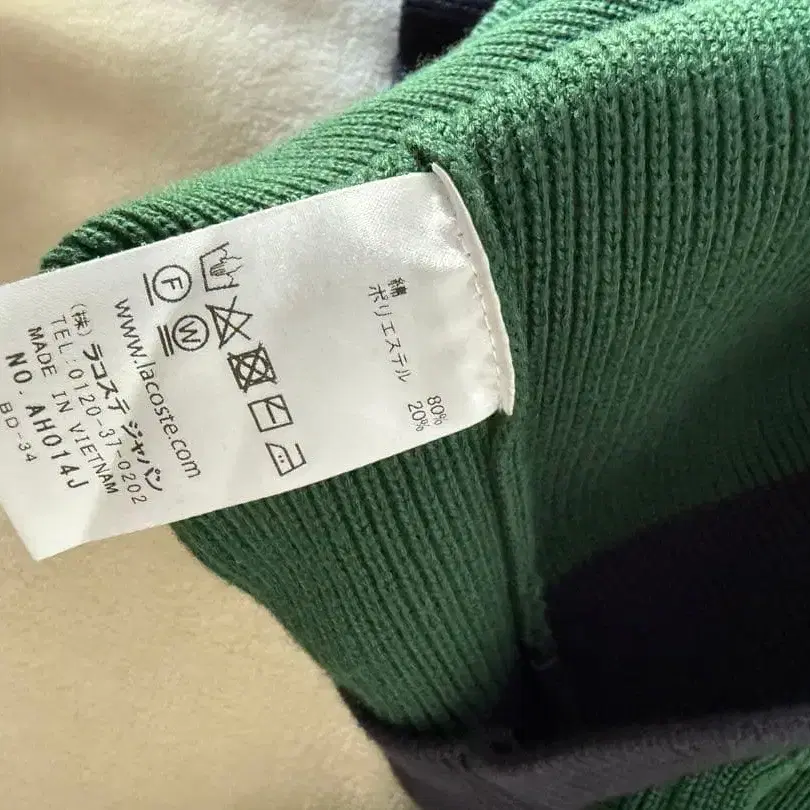 綿 80%
ポリエステル 20%
F
W
www.lacoste.com
(株) ラコステ ジャパン
TEL:0120-37-0202
MADE IN VIETNAM
NO. AH014J
BD-34